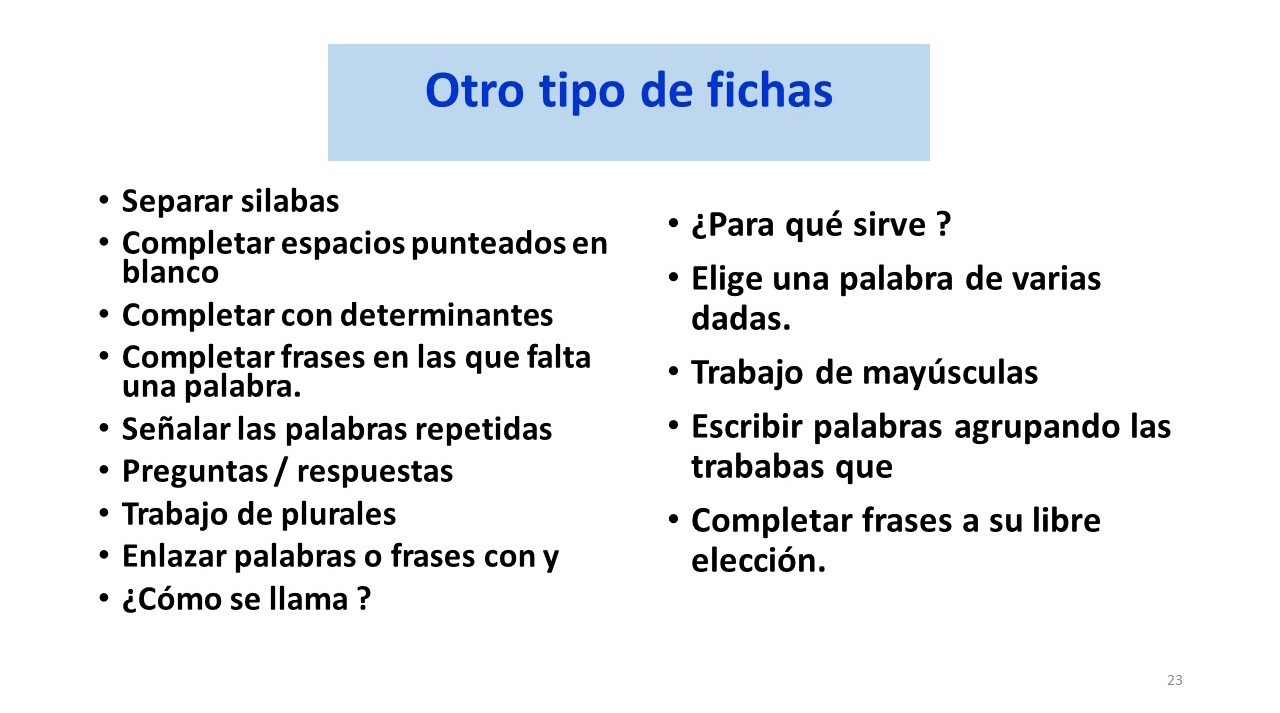 Otro tipo de fichas
• Separar silabas
• Completar espacios punteados en
blanco
• Completar con determinantes
• Completar frases en las que falta
una palabra.
• Señalar las palabras repetidas
• Preguntas / respuestas
• Trabajo de plurales
• Enlazar palabras o frases con y
• ¿Cómo se llama ?
• ¿Para qué sirve ?
• Elige una palabra de varias
dadas.
• Trabajo de mayúsculas
• Escribir palabras agrupando las
trababas que
• Completar frases a su libre
elección.
23